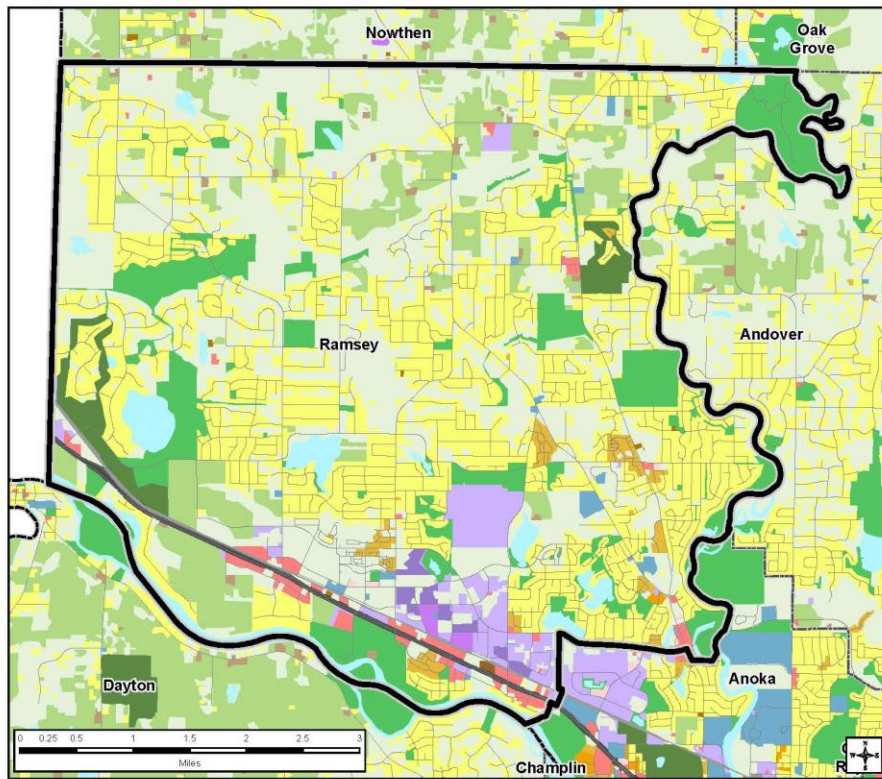 Nowthen
Oak
Grove
Ramsey
Andover
Dayton
Anoka
Champlin
0 0.25 0.5 1 1.5 2 2.5 3
Miles
N
W E
S